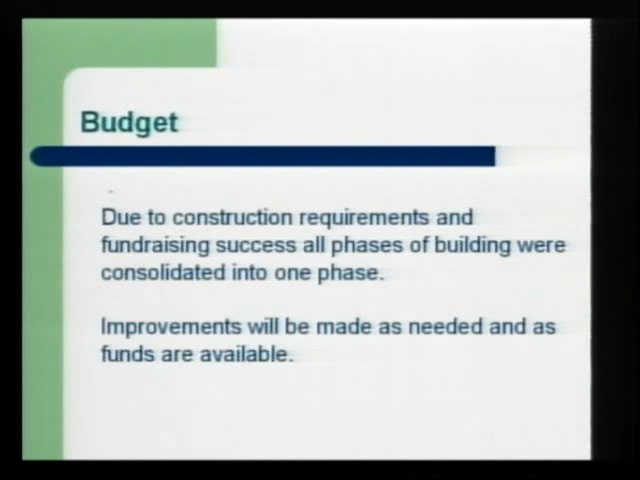 Budget
Due to construction requirements and
fundraising success all phases of building were
consolidated into one phase.
Improvements will be made as needed and as
funds are available.